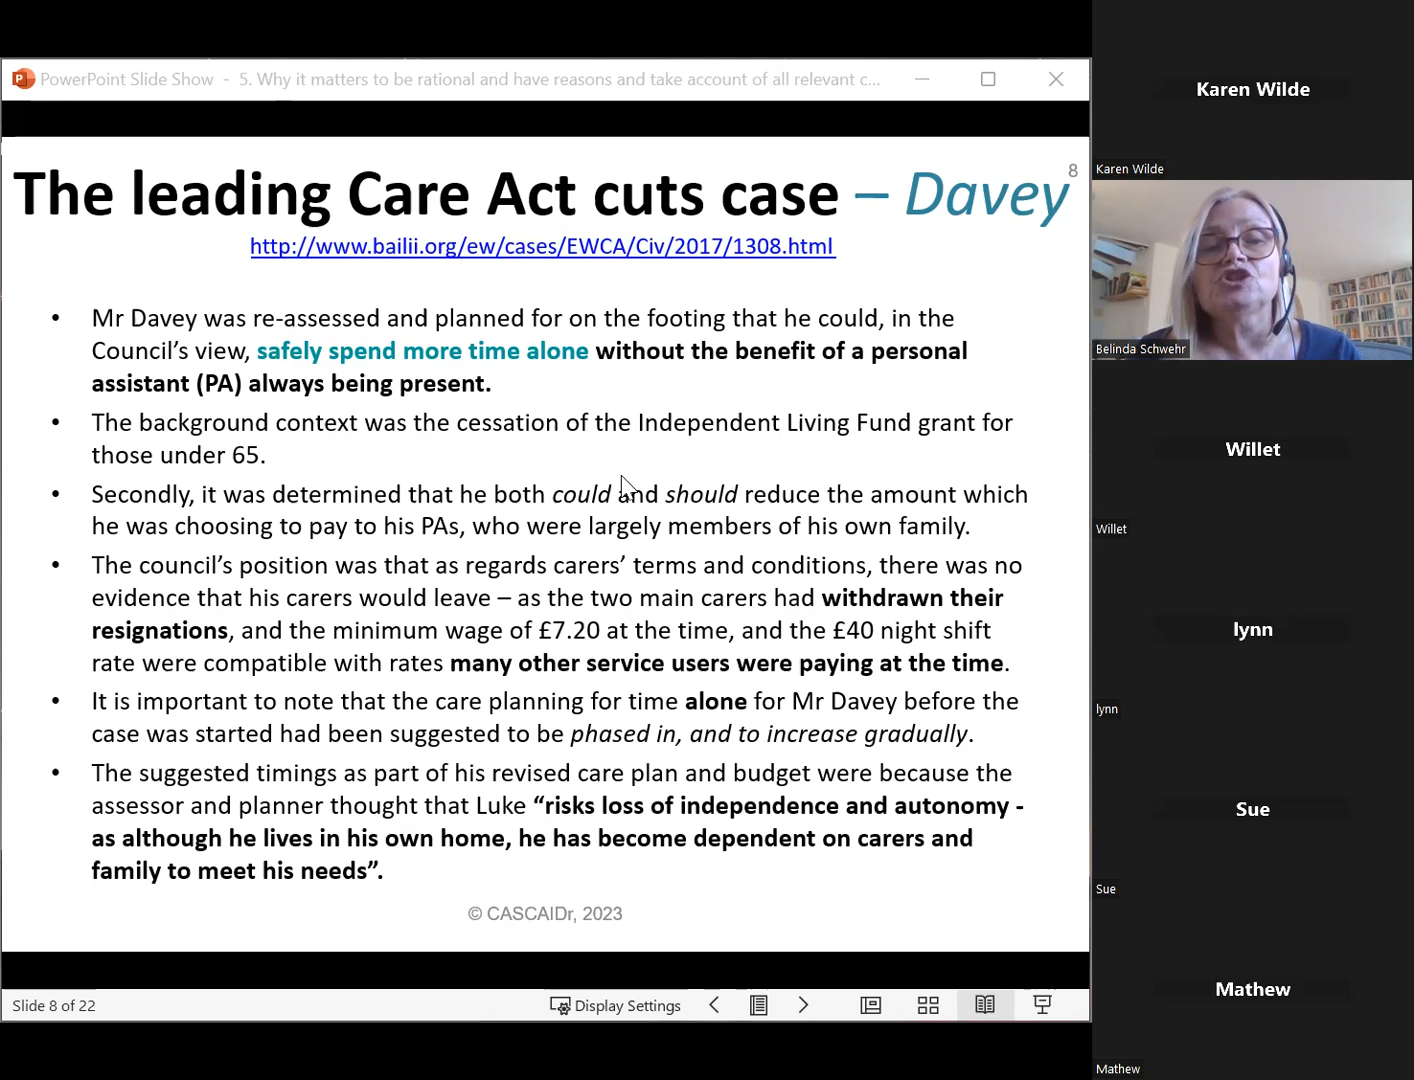 PowerPoint Slide Show - 5. Why it matters to be rational and have reasons and take account of all relevant c...
8
The leading Care Act cuts case – Davey
http://www.bailii.org/ew/cases/EWCA/Civ/2017/1308.html
• Mr Davey was re-assessed and planned for on the footing that he could, in the
Council’s view, safely spend more time alone without the benefit of a personal
assistant (PA) always being present.
• The background context was the cessation of the Independent Living Fund grant for
those under 65.
• Secondly, it was determined that he both could and should reduce the amount which
he was choosing to pay to his PAs, who were largely members of his own family.
• The council’s position was that as regards carers’ terms and conditions, there was no
evidence that his carers would leave – as the two main carers had withdrawn their
resignations, and the minimum wage of £7.20 at the time, and the £40 night shift
rate were compatible with rates many other service users were paying at the time.
• It is important to note that the care planning for time alone for Mr Davey before the
case was started had been suggested to be phased in, and to increase gradually.
• The suggested timings as part of his revised care plan and budget were because the
assessor and planner thought that Luke “risks loss of independence and autonomy -
as although he lives in his own home, he has become dependent on carers and
family to meet his needs”.
© CASCAIDr, 2023
Slide 8 of 22
Display Settings
Karen Wilde
Karen Wilde
Belinda Schwehr
Willet
Willet
lynn
lynn
Sue
Sue
Mathew
Mathew